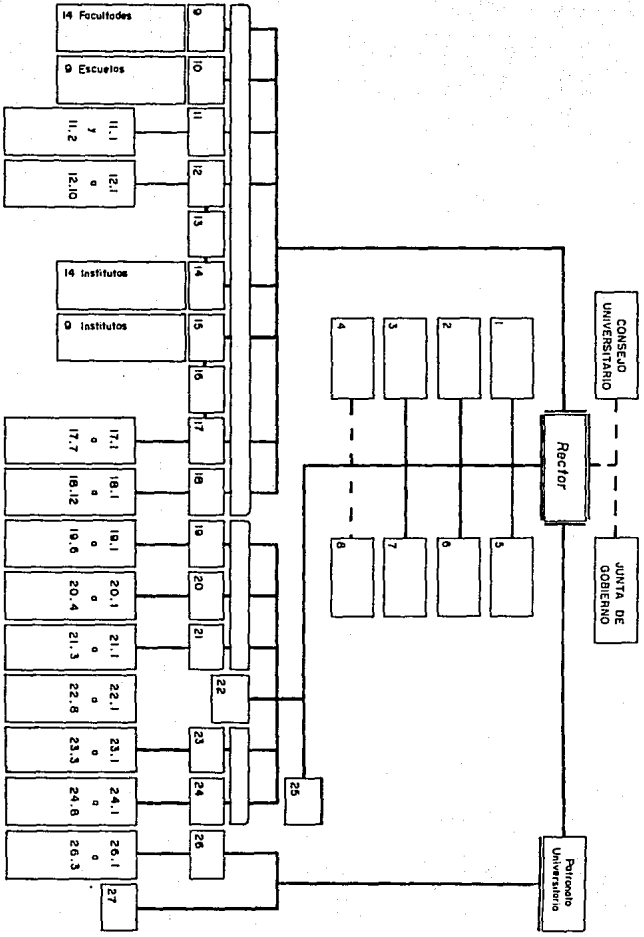 CONSEJO
UNIVERSITARIO
JUNTA DE
GOBIERNO
Rector
Patronato
Universitario
1
5
2
6
3
7
4
8
25
22
9
10
11
12
13
14
15
16
17
18
19
20
21
23
24
26
27
14 Facultades
9 Escuelas
11.1
y
11.2
12.1
a
12.10
14 Institutos
9 Institutos
17.1
a
17.7
18.1
a
18.12
19.1
a
19.6
20.1
a
20.4
21.1
a
21.3
22.1
a
22.8
23.1
a
23.3
24.1
a
24.8
26.1
a
26.3